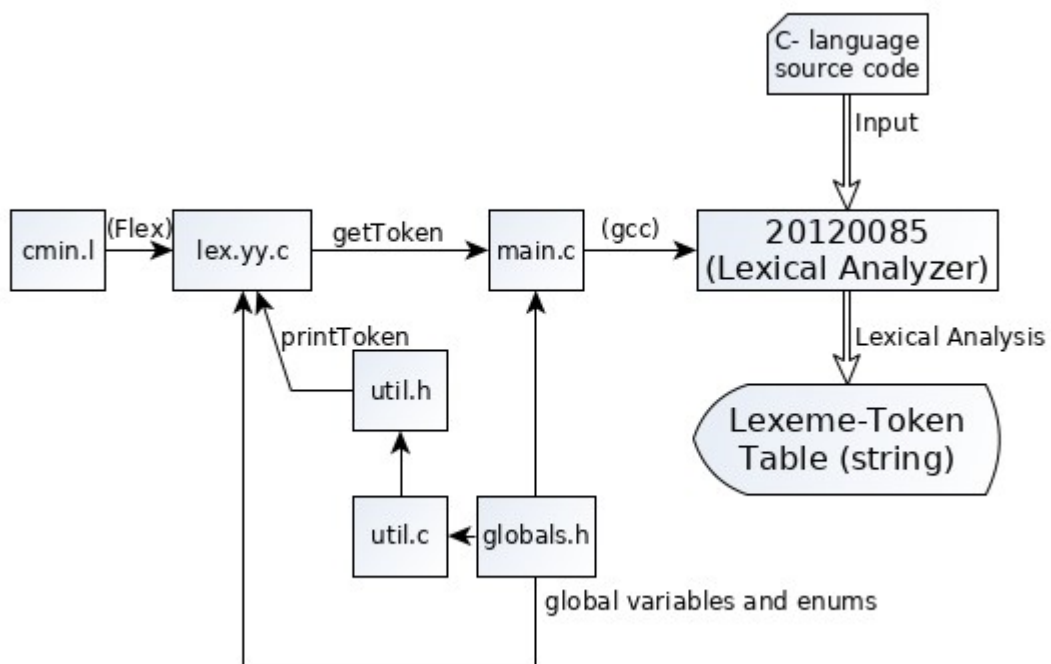 C- language
source code
Input
cmin.l
(Flex)
lex.yy.c
getToken
main.c
(gcc)
20120085
(Lexical Analyzer)
printToken
Lexical Analysis
util.h
Lexeme-Token
Table (string)
util.c
globals.h
global variables and enums